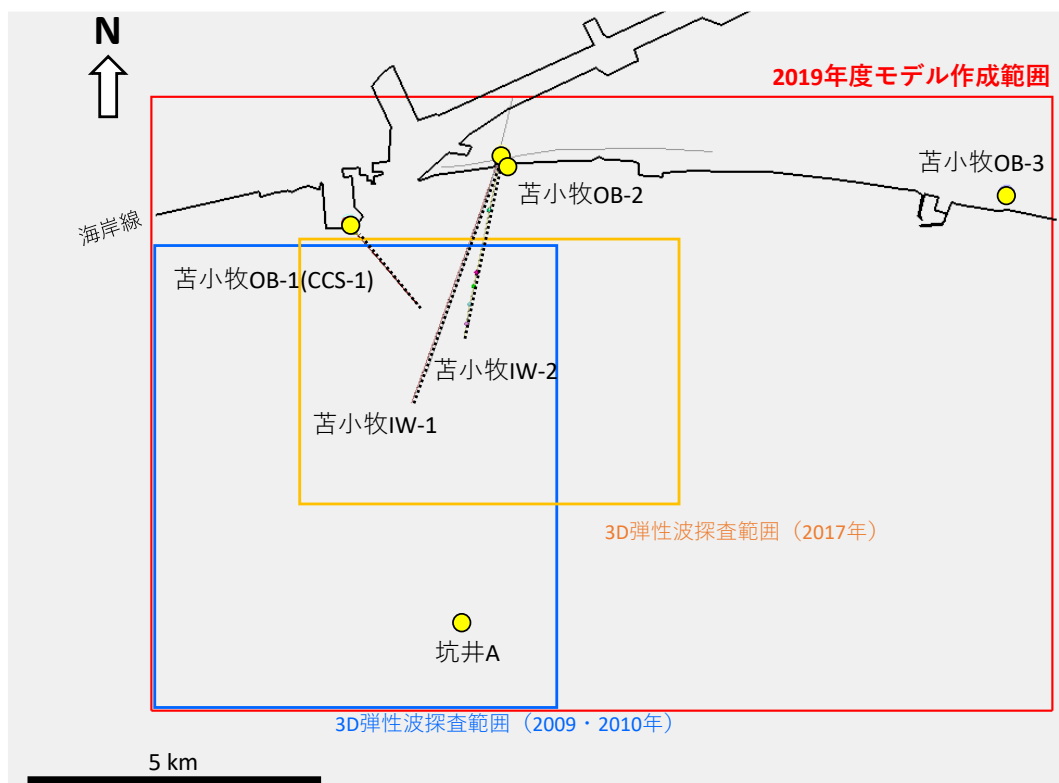 N
2019年度モデル作成範囲
苫小牧OB-3
苫小牧OB-2
海岸線
苫小牧OB-1(CCS-1)
苫小牧IW-2
苫小牧IW-1
3D弾性波探査範囲（2017年）
坑井A
3D弾性波探査範囲（2009・2010年）
5 km